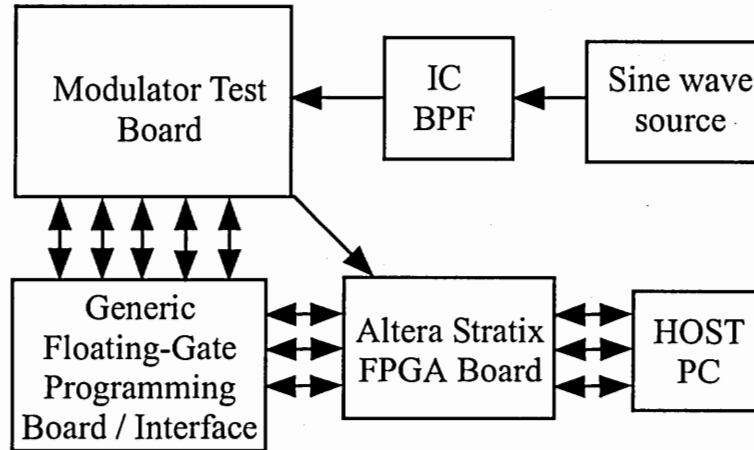 Modulator Test
Board
IC
BPF
Sine wave
source
Generic
Floating-Gate
Programming
Board / Interface
Altera Stratix
FPGA Board
HOST
PC